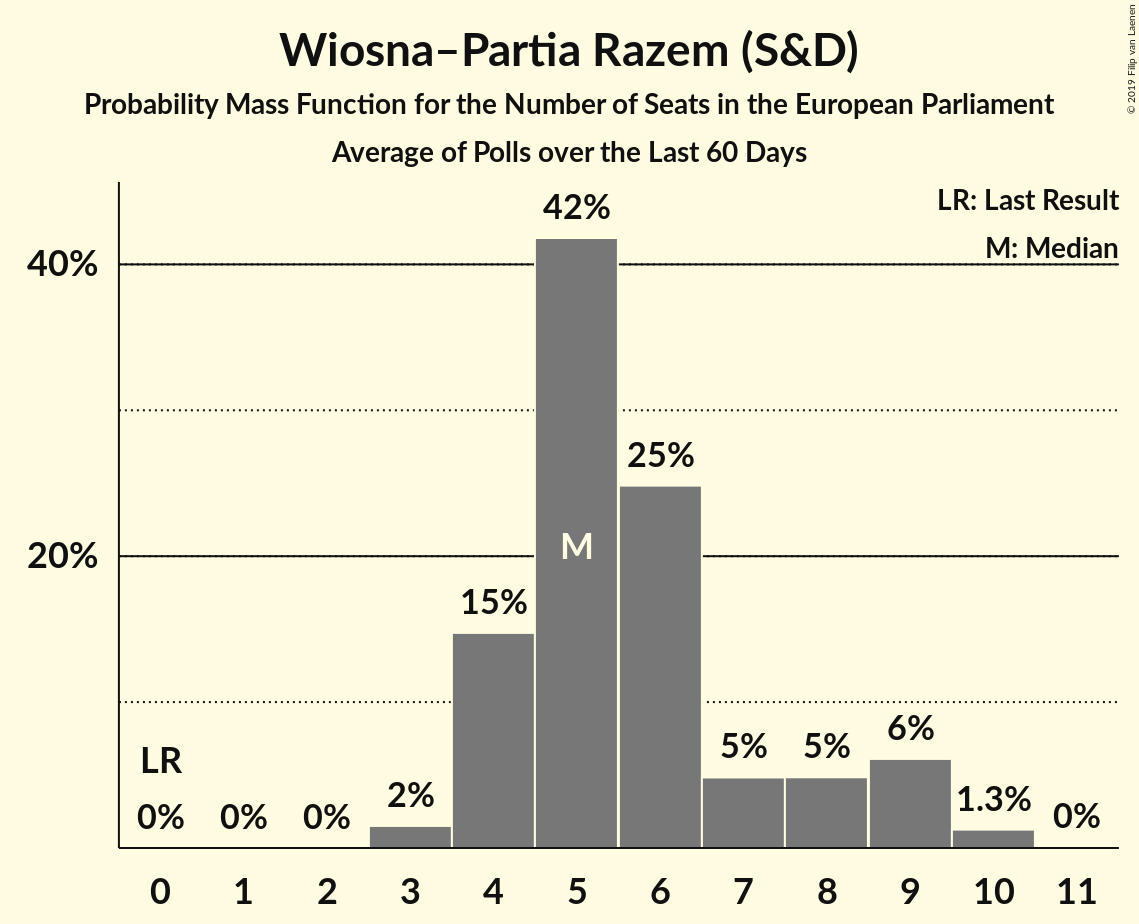 Wiosna–Partia Razem (S&D)
Probability Mass Function for the Number of Seats in the European Parliament
Average of Polls over the Last 60 Days
© 2019 Filip van Laenen
LR: Last Result
M: Median
42%
40%
25%
M
20%
15%
6%
5% 5%
LR
2% 1.3%
0% 0% 0% 0%
0 1 2 3 4 5 6 7 8 9 10 11